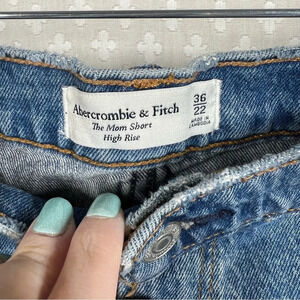 Abercrombie & Fitch
The Mom Short
High Rise
36
22
MADE IN
CAMBODIA